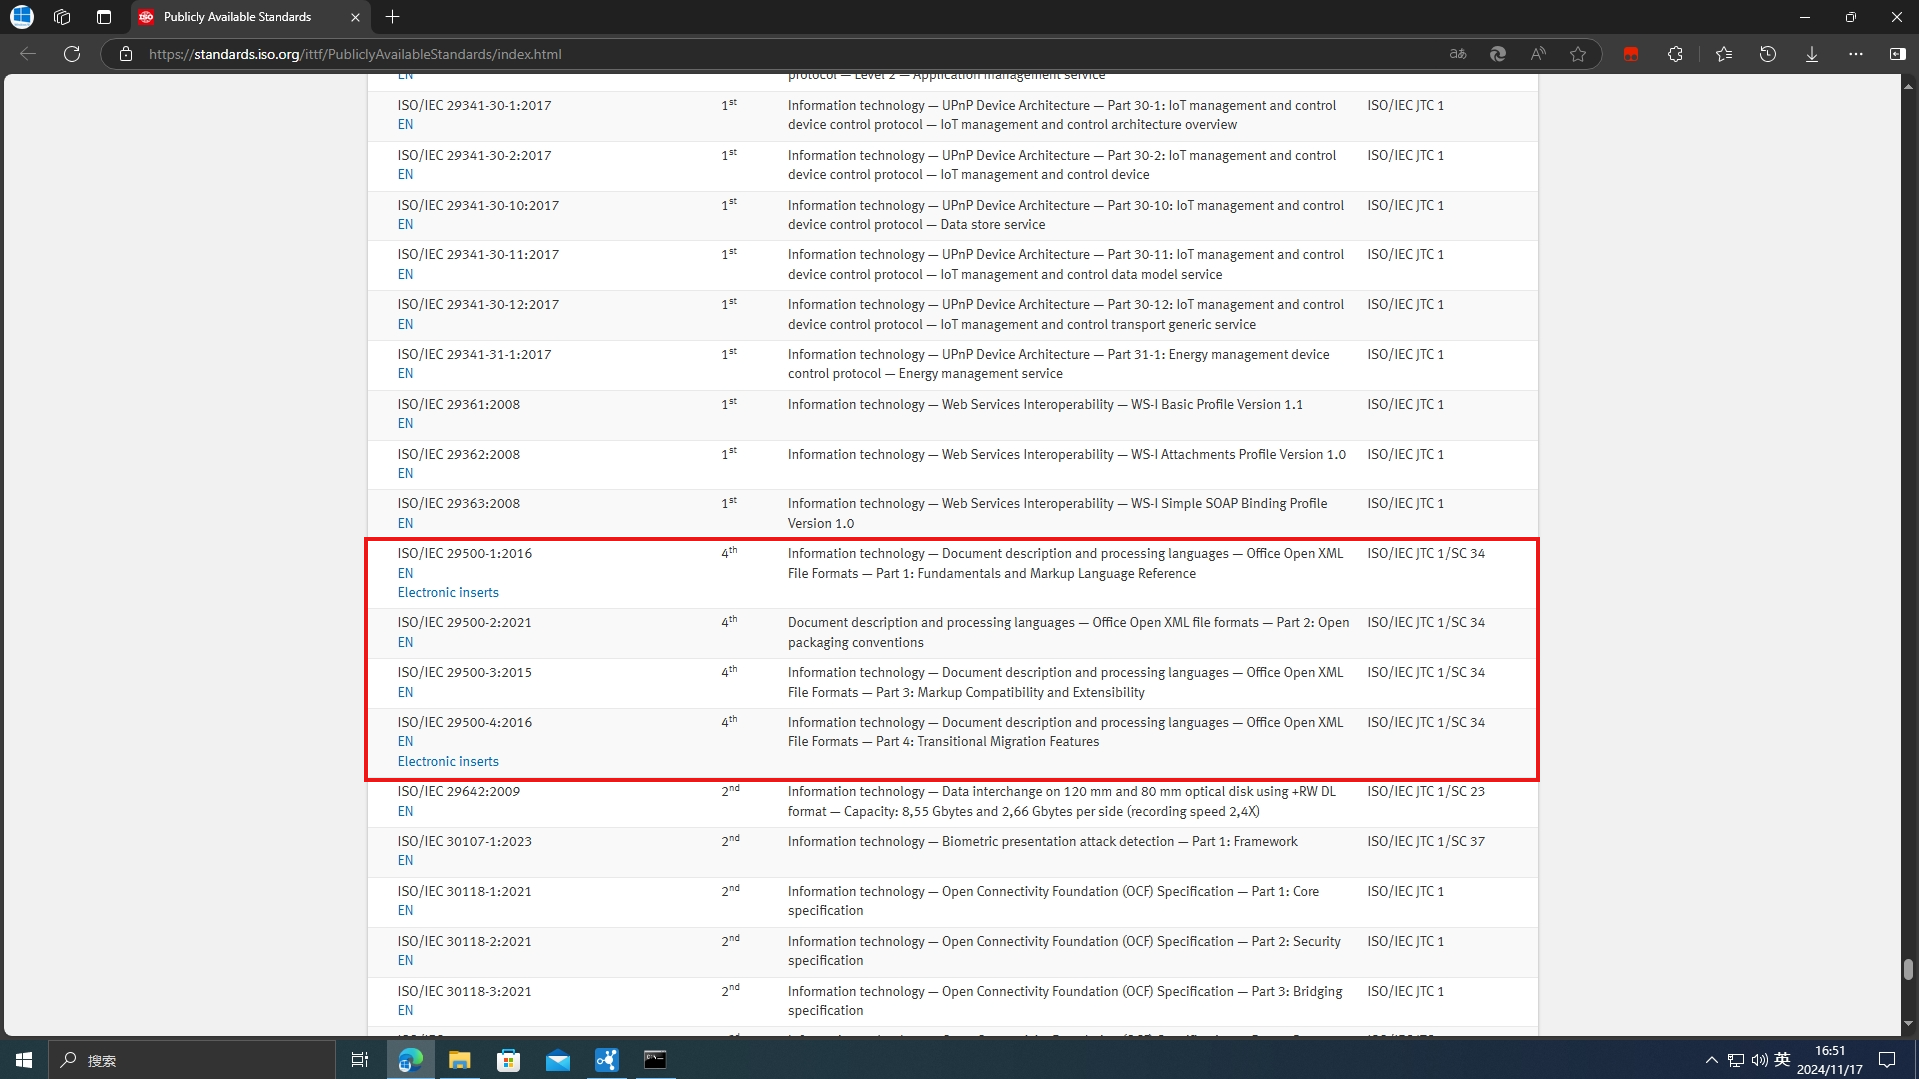 ISO
Publicly Available Standards
https://standards.iso.org/ittf/PubliclyAvailableStandards/index.html
EN
protocol — Level 2 — Application management service
ISO/IEC 29341-30-1:2017 1st Information technology — UPnP Device Architecture — Part 30-1: IoT management and control ISO/IEC JTC 1
EN device control protocol — IoT management and control architecture overview
ISO/IEC 29341-30-2:2017 1st Information technology — UPnP Device Architecture — Part 30-2: IoT management and control ISO/IEC JTC 1
EN device control protocol — IoT management and control device
ISO/IEC 29341-30-10:2017 1st Information technology — UPnP Device Architecture — Part 30-10: IoT management and control ISO/IEC JTC 1
EN device control protocol — Data store service
ISO/IEC 29341-30-11:2017 1st Information technology — UPnP Device Architecture — Part 30-11: IoT management and control ISO/IEC JTC 1
EN device control protocol — IoT management and control data model service
ISO/IEC 29341-30-12:2017 1st Information technology — UPnP Device Architecture — Part 30-12: IoT management and control ISO/IEC JTC 1
EN device control protocol — IoT management and control transport generic service
ISO/IEC 29341-31-1:2017 1st Information technology — UPnP Device Architecture — Part 31-1: Energy management device ISO/IEC JTC 1
EN control protocol — Energy management service
ISO/IEC 29361:2008 1st Information technology — Web Services Interoperability — WS-I Basic Profile Version 1.1 ISO/IEC JTC 1
EN
ISO/IEC 29362:2008 1st Information technology — Web Services Interoperability — WS-I Attachments Profile Version 1.0 ISO/IEC JTC 1
EN
ISO/IEC 29363:2008 1st Information technology — Web Services Interoperability — WS-I Simple SOAP Binding Profile ISO/IEC JTC 1
EN Version 1.0
ISO/IEC 29500-1:2016 4th Information technology — Document description and processing languages — Office Open XML ISO/IEC JTC 1/SC 34
EN File Formats — Part 1: Fundamentals and Markup Language Reference
Electronic inserts
ISO/IEC 29500-2:2021 4th Document description and processing languages — Office Open XML file formats — Part 2: Open ISO/IEC JTC 1/SC 34
EN packaging conventions
ISO/IEC 29500-3:2015 4th Information technology — Document description and processing languages — Office Open XML ISO/IEC JTC 1/SC 34
EN File Formats — Part 3: Markup Compatibility and Extensibility
ISO/IEC 29500-4:2016 4th Information technology — Document description and processing languages — Office Open XML ISO/IEC JTC 1/SC 34
EN File Formats — Part 4: Transitional Migration Features
Electronic inserts
ISO/IEC 29642:2009 2nd Information technology — Data interchange on 120 mm and 80 mm optical disk using +RW DL ISO/IEC JTC 1/SC 23
EN format — Capacity: 8,55 Gbytes and 2,66 Gbytes per side (recording speed 2,4X)
ISO/IEC 30107-1:2023 2nd Information technology — Biometric presentation attack detection — Part 1: Framework ISO/IEC JTC 1/SC 37
EN
ISO/IEC 30118-1:2021 2nd Information technology — Open Connectivity Foundation (OCF) Specification — Part 1: Core ISO/IEC JTC 1
EN specification
ISO/IEC 30118-2:2021 2nd Information technology — Open Connectivity Foundation (OCF) Specification — Part 2: Security ISO/IEC JTC 1
EN specification
ISO/IEC 30118-3:2021 2nd Information technology — Open Connectivity Foundation (OCF) Specification — Part 3: Bridging ISO/IEC JTC 1
EN specification
搜索
英
16:51
2024/11/17